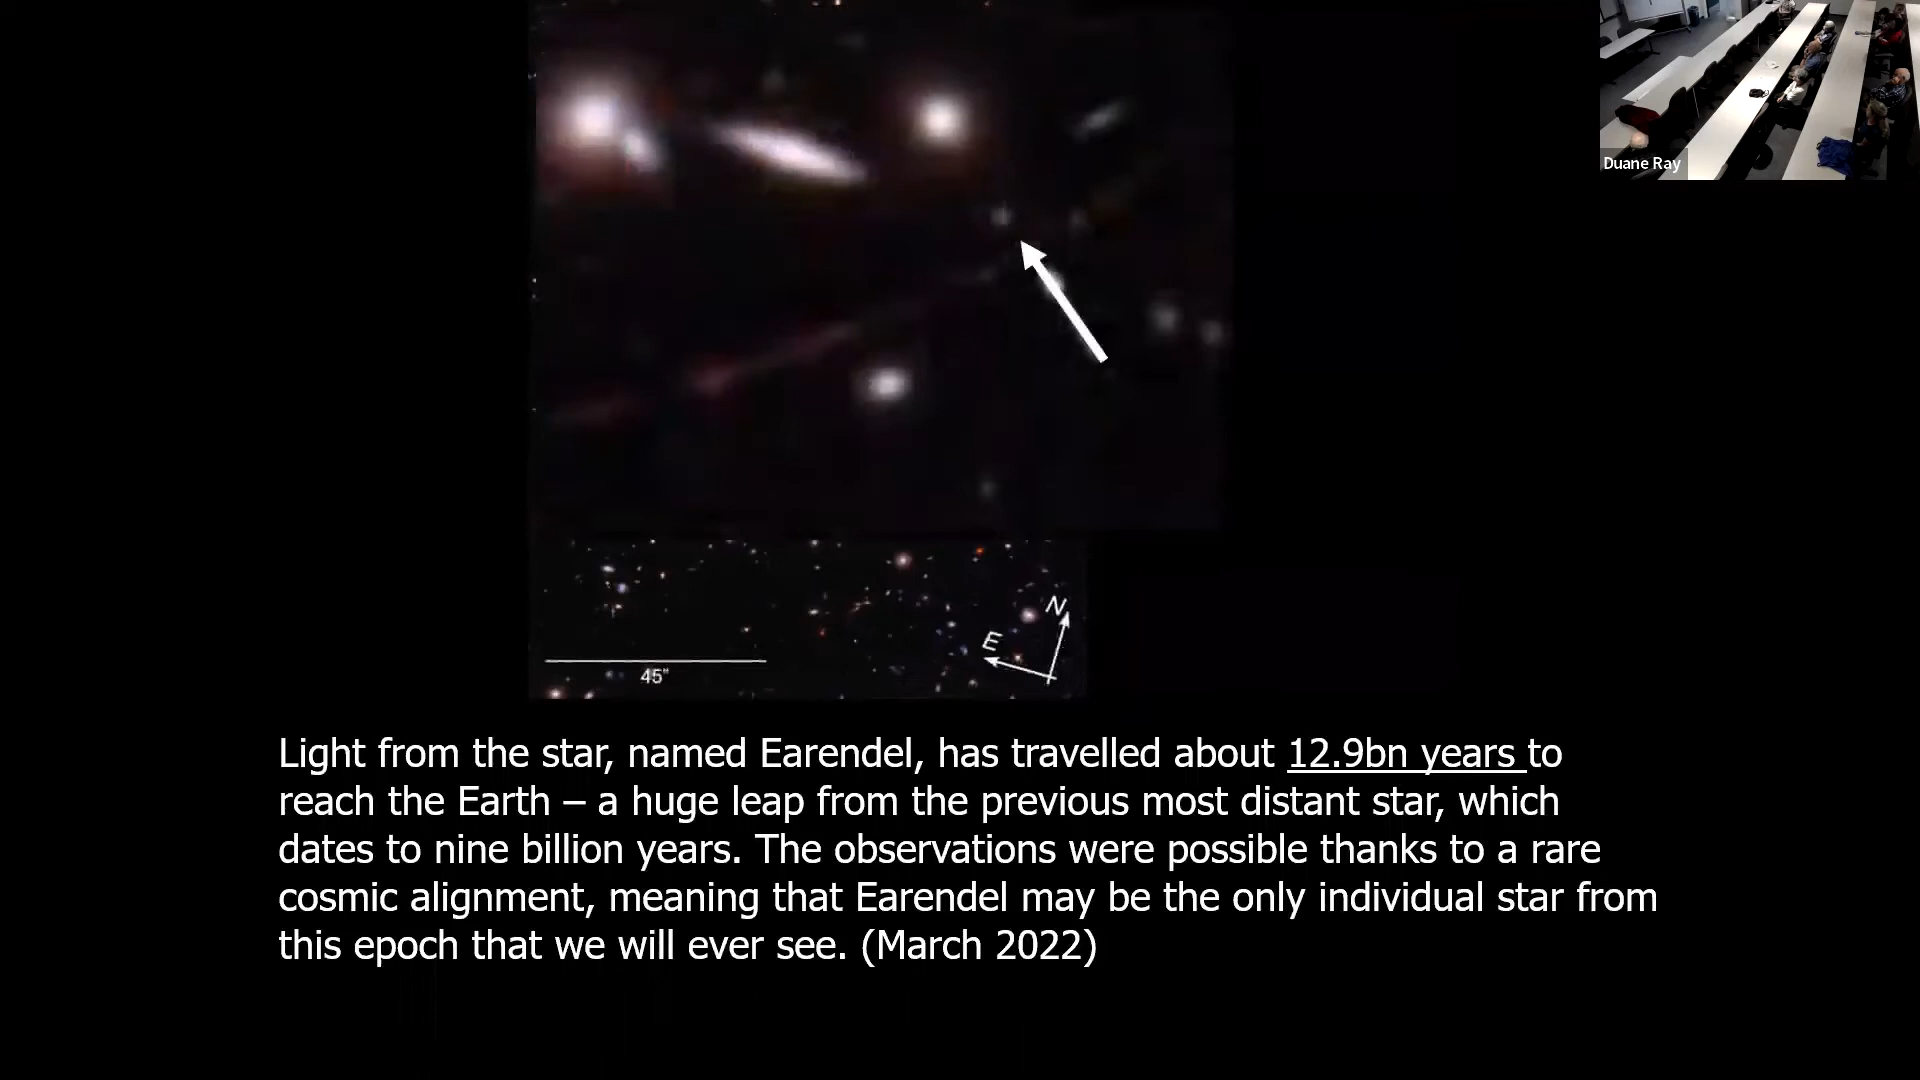 Duane Ray
N
E
45"
Light from the star, named Earendel, has travelled about 12.9bn years to
reach the Earth – a huge leap from the previous most distant star, which
dates to nine billion years. The observations were possible thanks to a rare
cosmic alignment, meaning that Earendel may be the only individual star from
this epoch that we will ever see. (March 2022)